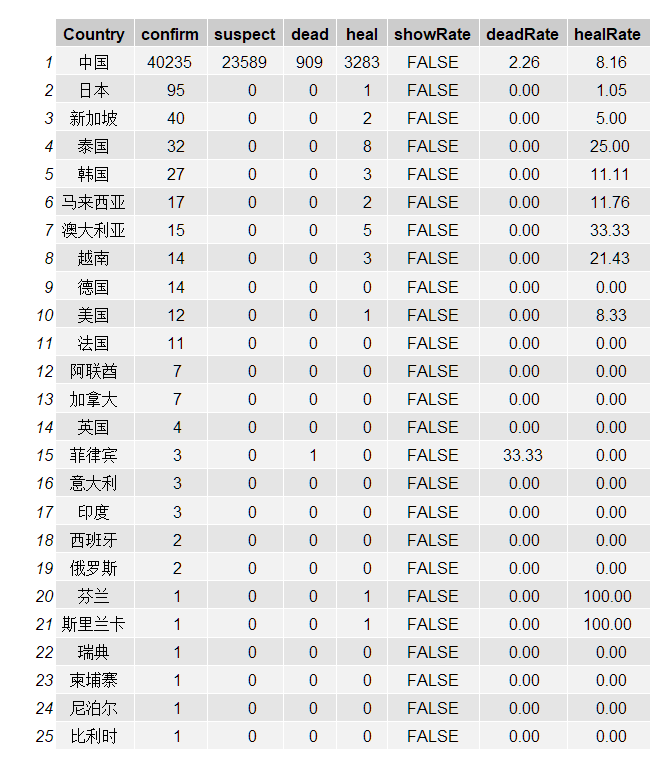 Country confirm suspect dead heal showRate deadRate healRate
1 中国 40235 23589 909 3283 FALSE 2.26 8.16
2 日本 95 0 0 1 FALSE 0.00 1.05
3 新加坡 40 0 0 2 FALSE 0.00 5.00
4 泰国 32 0 0 8 FALSE 0.00 25.00
5 韩国 27 0 0 3 FALSE 0.00 11.11
6 马来西亚 17 0 0 2 FALSE 0.00 11.76
7 澳大利亚 15 0 0 5 FALSE 0.00 33.33
8 越南 14 0 0 3 FALSE 0.00 21.43
9 德国 14 0 0 0 FALSE 0.00 0.00
10 美国 12 0 0 1 FALSE 0.00 8.33
11 法国 11 0 0 0 FALSE 0.00 0.00
12 阿联酋 7 0 0 0 FALSE 0.00 0.00
13 加拿大 7 0 0 0 FALSE 0.00 0.00
14 英国 4 0 0 0 FALSE 0.00 0.00
15 菲律宾 3 0 1 0 FALSE 33.33 0.00
16 意大利 3 0 0 0 FALSE 0.00 0.00
17 印度 3 0 0 0 FALSE 0.00 0.00
18 西班牙 2 0 0 0 FALSE 0.00 0.00
19 俄罗斯 2 0 0 0 FALSE 0.00 0.00
20 芬兰 1 0 0 1 FALSE 0.00 100.00
21 斯里兰卡 1 0 0 1 FALSE 0.00 100.00
22 瑞典 1 0 0 0 FALSE 0.00 0.00
23 柬埔寨 1 0 0 0 FALSE 0.00 0.00
24 尼泊尔 1 0 0 0 FALSE 0.00 0.00
25 比利时 1 0 0 0 FALSE 0.00 0.00